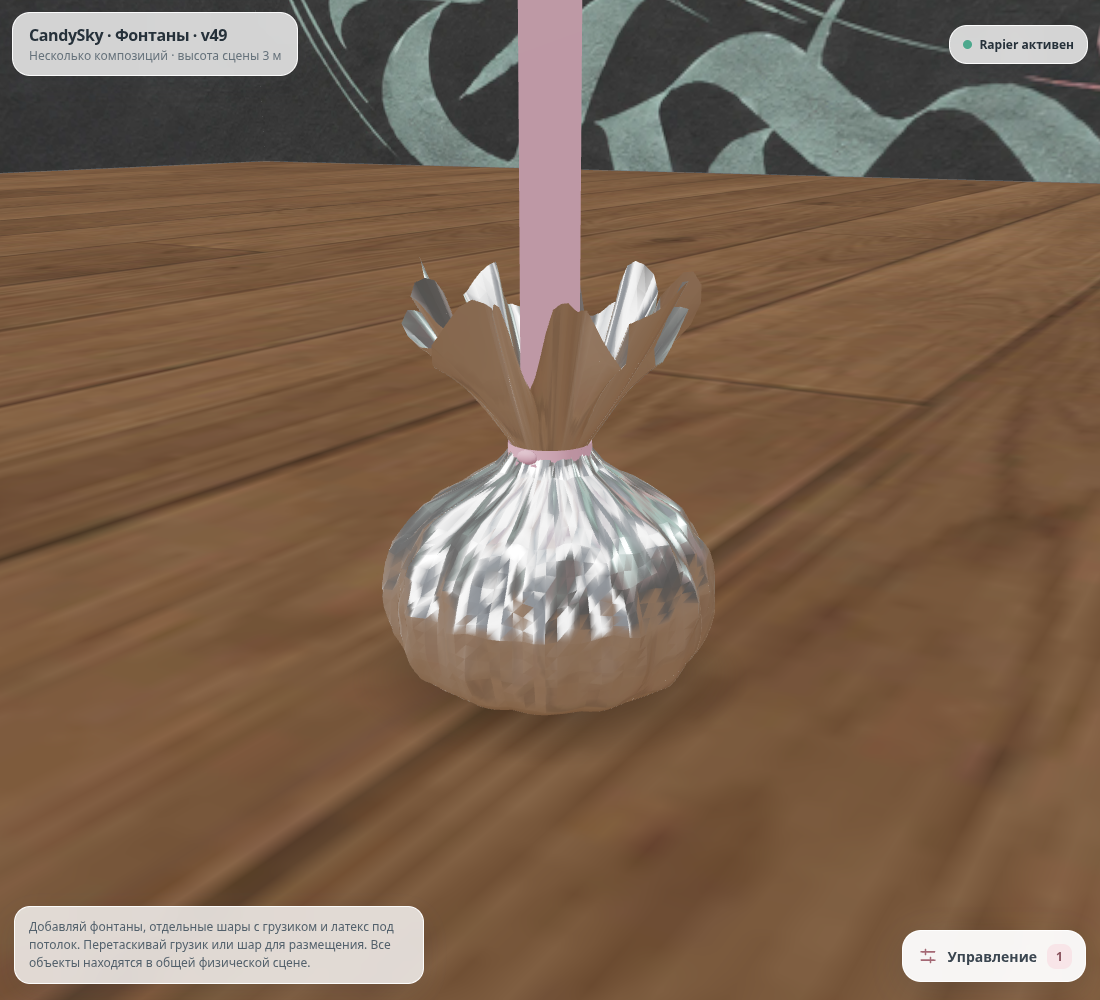 CandySky · Фонтаны · v49
Несколько композиций · высота сцены 3 м
Rapier активен
Добавляй фонтаны, отдельные шары с грузиком и латекс под
потолок. Перетаскивай грузик или шар для размещения. Все
объекты находятся в общей физической сцене.
Управление 1